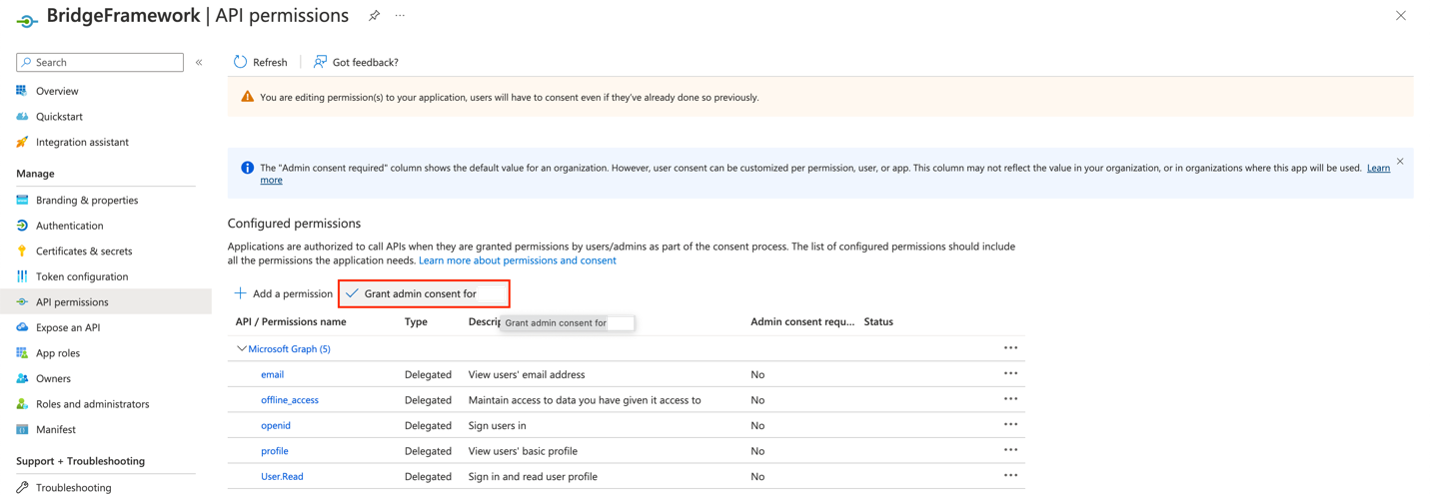 BridgeFramework | API permissions
Search
Refresh
Got feedback?
Overview
Quickstart
Integration assistant
Manage
Branding & properties
Authentication
Certificates & secrets
Token configuration
API permissions
Expose an API
App roles
Owners
Roles and administrators
Manifest
Support + Troubleshooting
Troubleshooting
You are editing permission(s) to your application, users will have to consent even if they've already done so previously.
The "Admin consent required" column shows the default value for an organization. However, user consent can be customized per permission, user, or app. This column may not reflect the value in your organization, or in organizations where this app will be used. Learn
more
Configured permissions
Applications are authorized to call APIs when they are granted permissions by users/admins as part of the consent process. The list of configured permissions should include
all the permissions the application needs. Learn more about permissions and consent
Add a permission
Grant admin consent for
API / Permissions name Type Descrip Admin consent requ... Status
Grant admin consent for
Microsoft Graph (5)
email Delegated View users' email address No
offline_access Delegated Maintain access to data you have given it access to No
openid Delegated Sign users in No
profile Delegated View users' basic profile No
User.Read Delegated Sign in and read user profile No